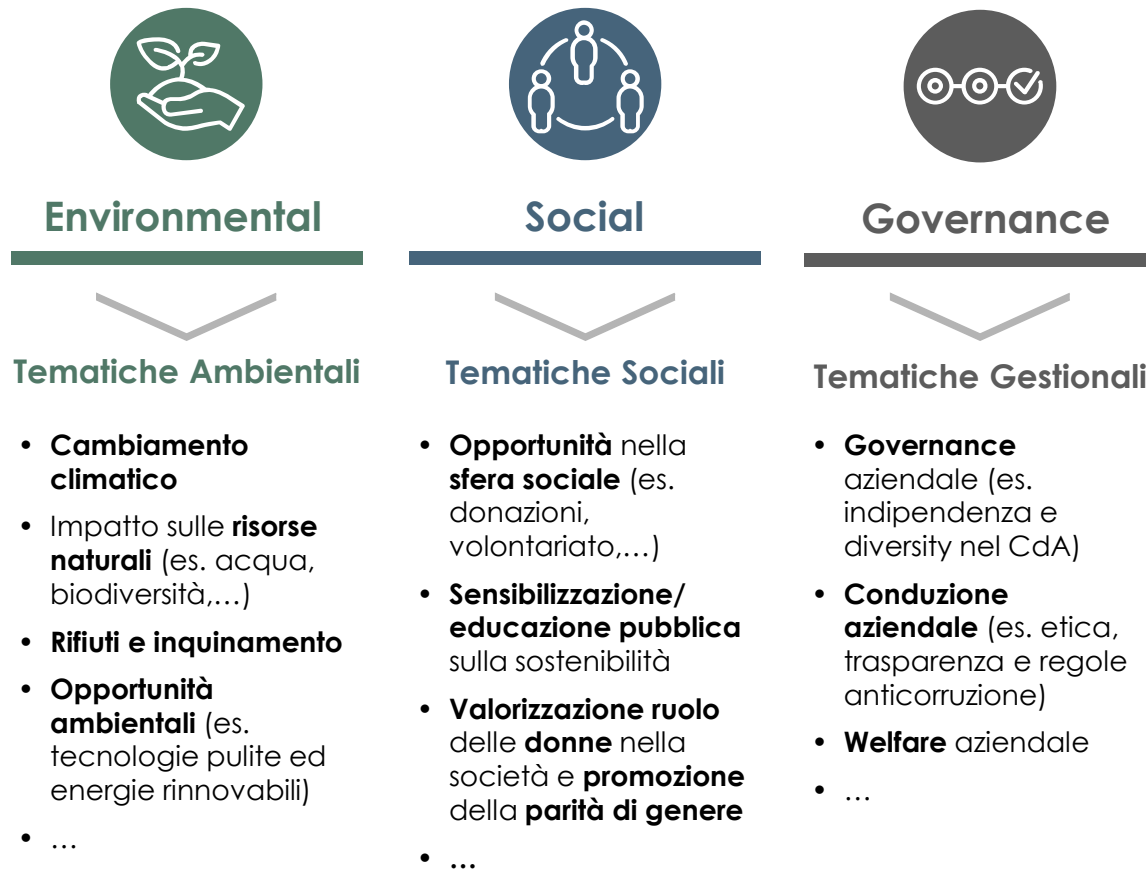 Environmental
Tematiche Ambientali
• Cambiamento
climatico
• Impatto sulle risorse
naturali (es. acqua,
biodiversità,…)
• Rifiuti e inquinamento
• Opportunità
ambientali (es.
tecnologie pulite ed
energie rinnovabili)
• …
Social
Tematiche Sociali
• Opportunità nella
sfera sociale (es.
donazioni,
volontariato,…)
• Sensibilizzazione/
educazione pubblica
sulla sostenibilità
• Valorizzazione ruolo
delle donne nella
società e promozione
della parità di genere
• …
Governance
Tematiche Gestionali
• Governance
aziendale (es.
indipendenza e
diversity nel CdA)
• Conduzione
aziendale (es. etica,
trasparenza e regole
anticorruzione)
• Welfare aziendale
• …